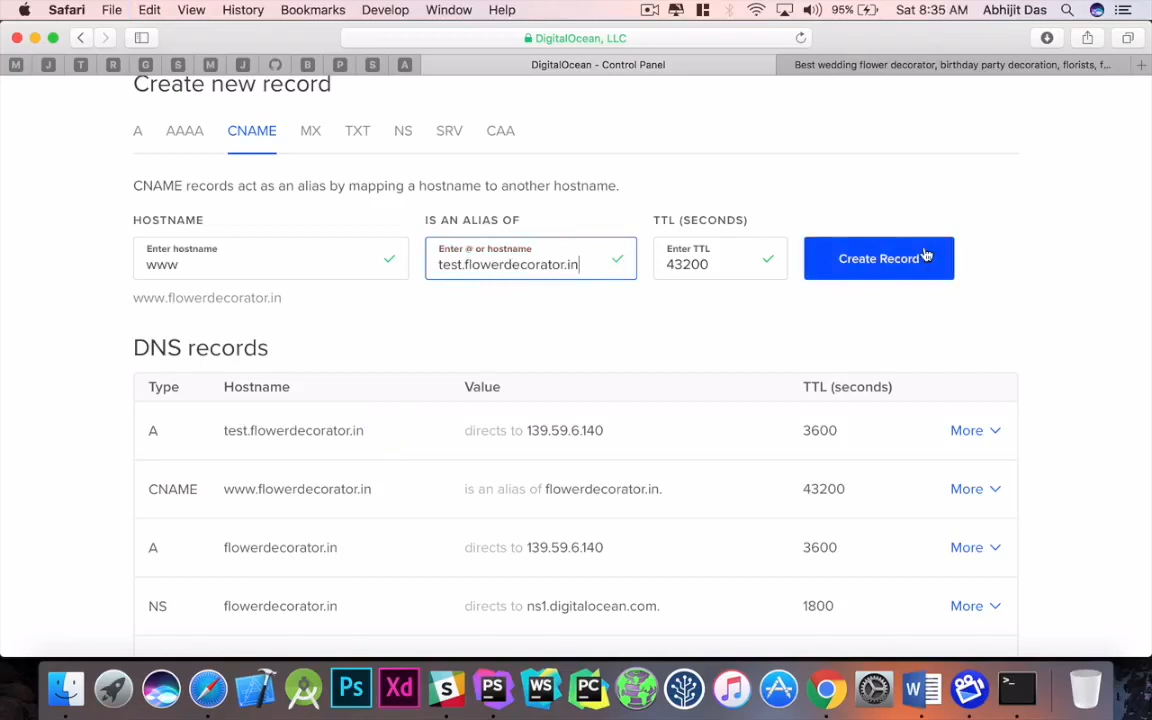 Safari File Edit View History Bookmarks Develop Window Help 95% Sat 8:35 AM Abhijit Das
DigitalOcean, LLC
M J T R G S M J B P S A DigitalOcean - Control Panel Best wedding flower decorator, birthday party decoration, florists, f...
Create new record
A AAAA CNAME MX TXT NS SRV CAA
CNAME records act as an alias by mapping a hostname to another hostname.
HOSTNAME IS AN ALIAS OF TTL (SECONDS)
Enter hostname Enter @ or hostname Enter TTL
www test.flowerdecorator.in 43200 Create Record
www.flowerdecorator.in
DNS records
Type Hostname Value TTL (seconds)
A test.flowerdecorator.in directs to 139.59.6.140 3600 More
CNAME www.flowerdecorator.in is an alias of flowerdecorator.in. 43200 More
A flowerdecorator.in directs to 139.59.6.140 3600 More
NS flowerdecorator.in directs to ns1.digitalocean.com. 1800 More
Ps Xd S PS WS PC W >_